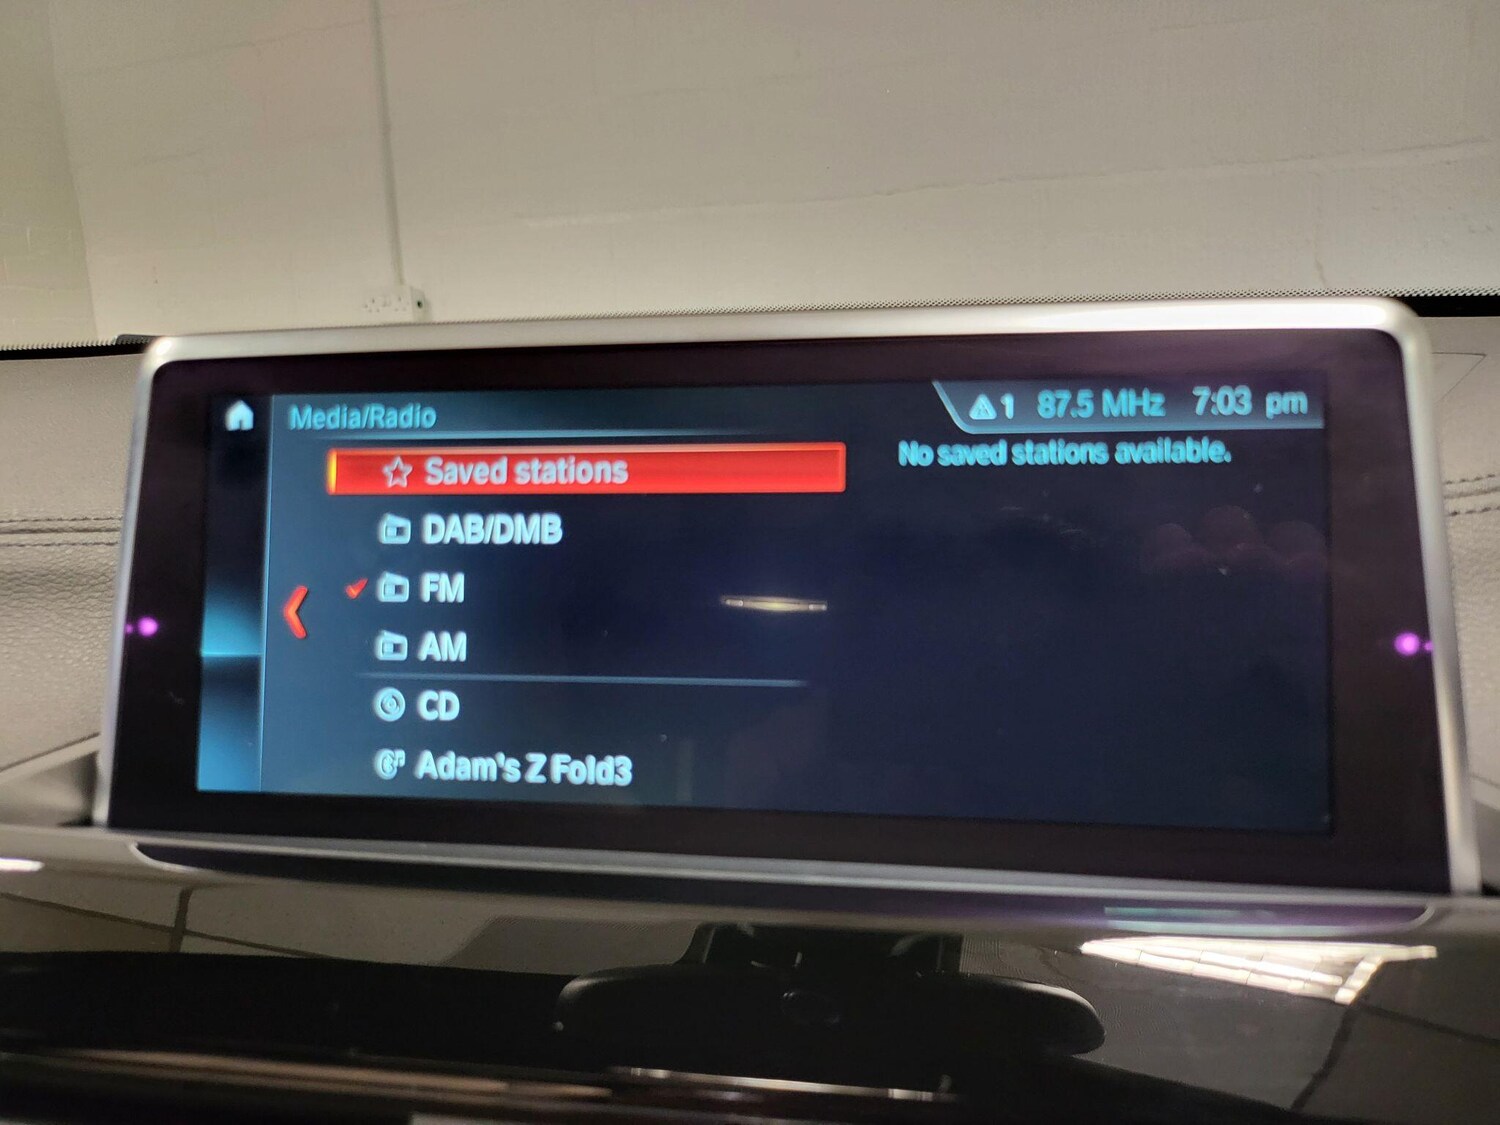 Media/Radio
1 87.5 MHz 7:03 pm
Saved stations
No saved stations available.
DAB/DMB
FM
AM
CD
Adam's Z Fold3